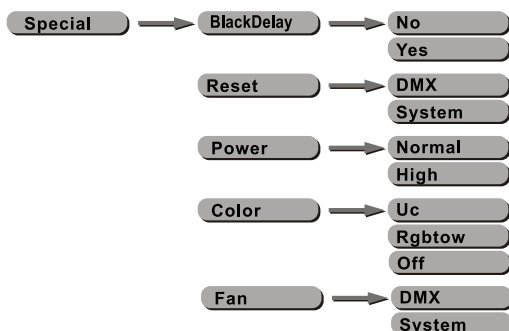 Special
BlackDelay
No
Yes
Reset
DMX
System
Power
Normal
High
Color
Uc
Rgbtow
Off
Fan
DMX
System